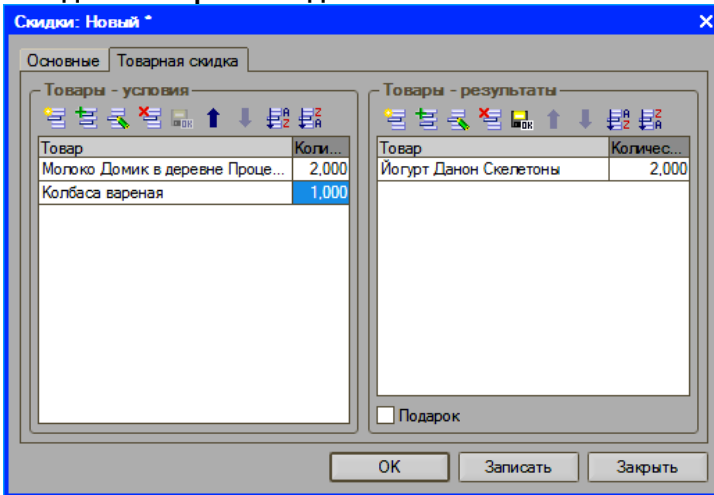 Скидки: Новый *
Основные Товарная скидка
Товары - условия
Товар Коли...
Молоко Домик в деревне Проце... 2,000
Колбаса вареная 1,000
Товары - результаты
Товар Количес...
Йогурт Данон Скелетоны 2,000
Подарок
OK Записать Закрыть